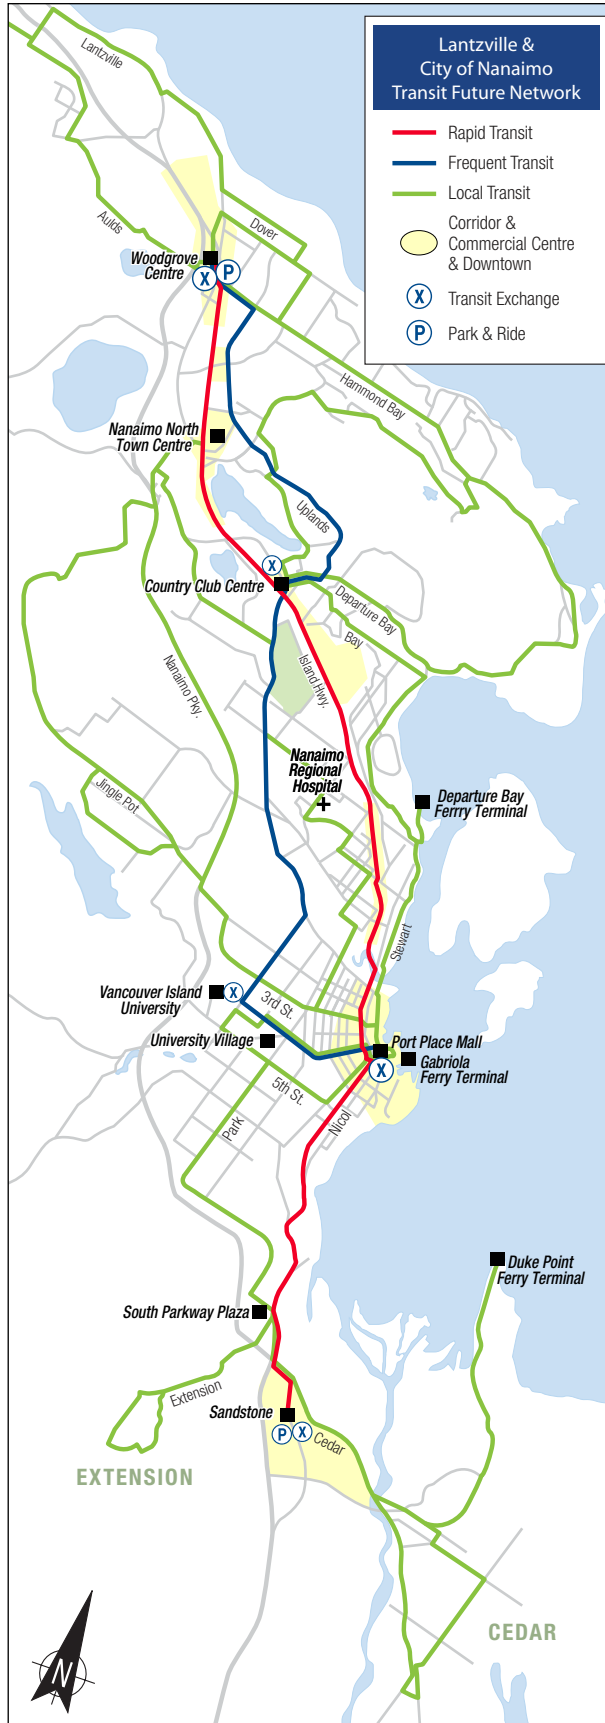 Lantzville &
City of Nanaimo
Transit Future Network
Rapid Transit
Frequent Transit
Local Transit
Corridor &
Commercial Centre
& Downtown
X
Transit Exchange
P
Park & Ride
Lantzville
Aulds
Dover
Woodgrove
Centre
X
P
Hammond Bay
Nanaimo North
Town Centre
Uplands
X
Country Club Centre
Departure Bay
Bay
Nanaimo Pky.
Island Hwy.
Nanaimo
Regional
Hospital
Jingle Pot
Departure Bay
Ferrry Terminal
Stewart
Vancouver Island
University
X
3rd St.
University Village
Port Place Mall
Gabriola
Ferry Terminal
X
5th St.
Park
Nicol
Duke Point
Ferry Terminal
South Parkway Plaza
Extension
Sandstone
P
X
Cedar
EXTENSION
CEDAR
N